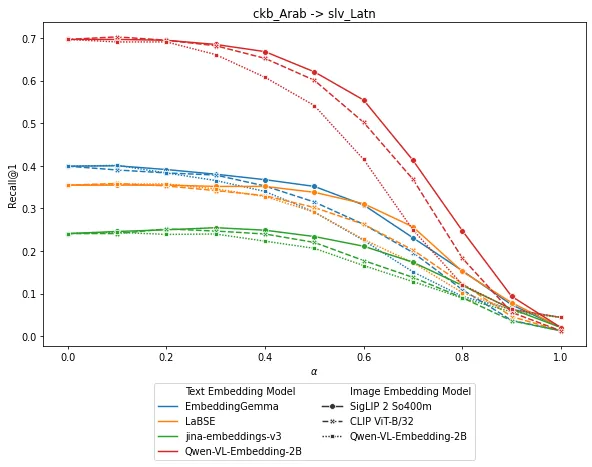 ckb_Arab -> slv_Latn
Recall@1
0.7
0.6
0.5
0.4
0.3
0.2
0.1
0.0
0.0 0.2 0.4 0.6 0.8 1.0
α
Text Embedding Model Image Embedding Model
EmbeddingGemma SigLIP 2 So400m
LaBSE CLIP ViT-B/32
jina-embeddings-v3 Qwen-VL-Embedding-2B
Qwen-VL-Embedding-2B